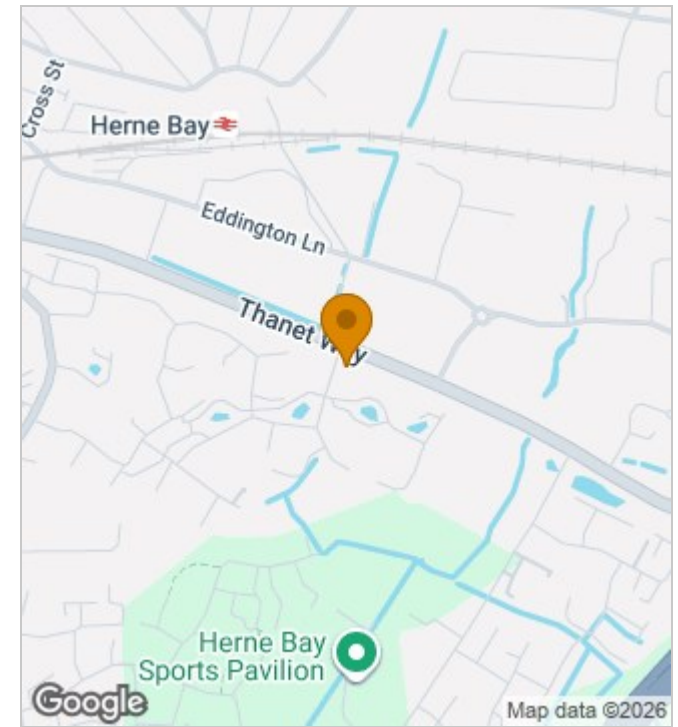 Cross St
Herne Bay
Eddington Ln
Thanet Way
Herne Bay
Sports Pavilion
Google
Map data ©2026